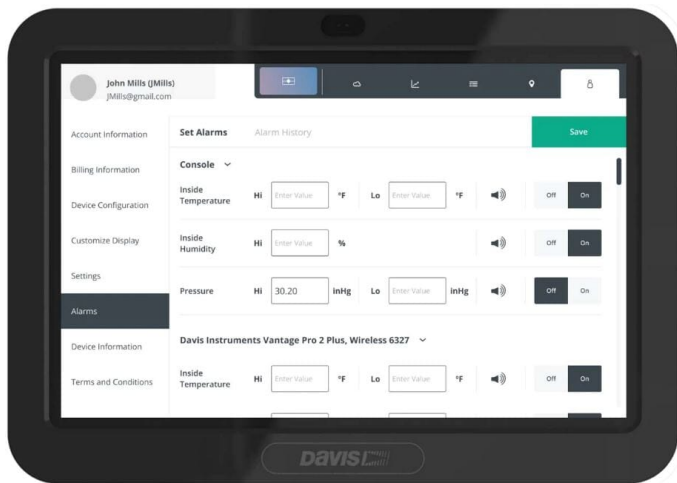 John Mills (JMills)
JMills@gmail.com
Account Information
Billing Information
Device Configuration
Customize Display
Settings
Alarms
Device Information
Terms and Conditions
Set Alarms Alarm History Save
Console
Inside
Temperature Hi Enter Value °F Lo Enter Value °F Off On
Inside
Humidity Hi Enter Value % Off On
Pressure Hi 30.20 inHg Lo Enter Value inHg Off On
Davis Instruments Vantage Pro 2 Plus, Wireless 6327
Inside
Temperature Hi Enter Value °F Lo Enter Value °F Off On
DAVIS